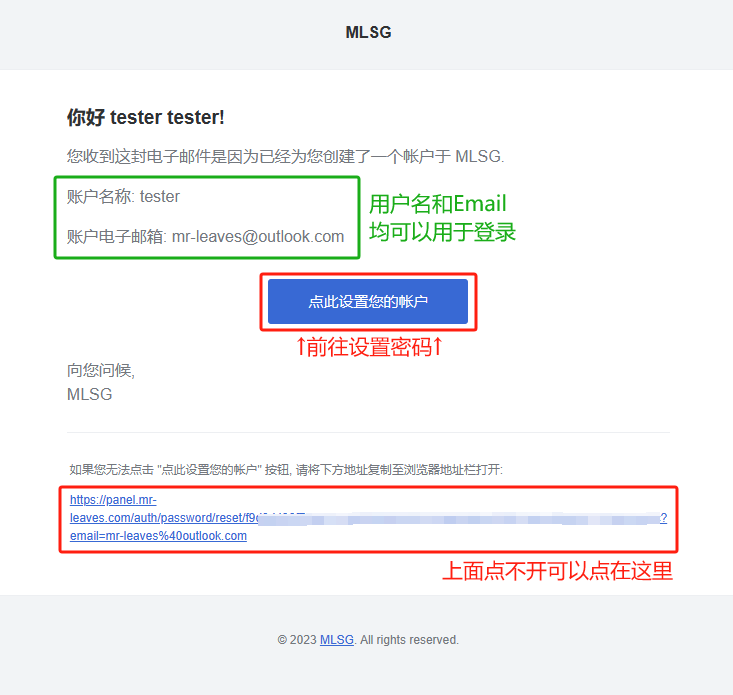 MLSG
你好 tester tester!
您收到这封电子邮件是因为已经为您创建了一个帐户于 MLSG.
账户名称: tester
账户电子邮箱: mr-leaves@outlook.com
用户名和Email
均可以用于登录
点此设置您的帐户
↑前往设置密码↑
向您问候,
MLSG
如果您无法点击 "点此设置您的帐户" 按钮, 请将下方地址复制至浏览器地址栏打开:
https://panel.mr-
leaves.com/auth/password/reset/f9 ?
email=mr-leaves%40outlook.com
上面点不开可以点在这里
© 2023 MLSG. All rights reserved.